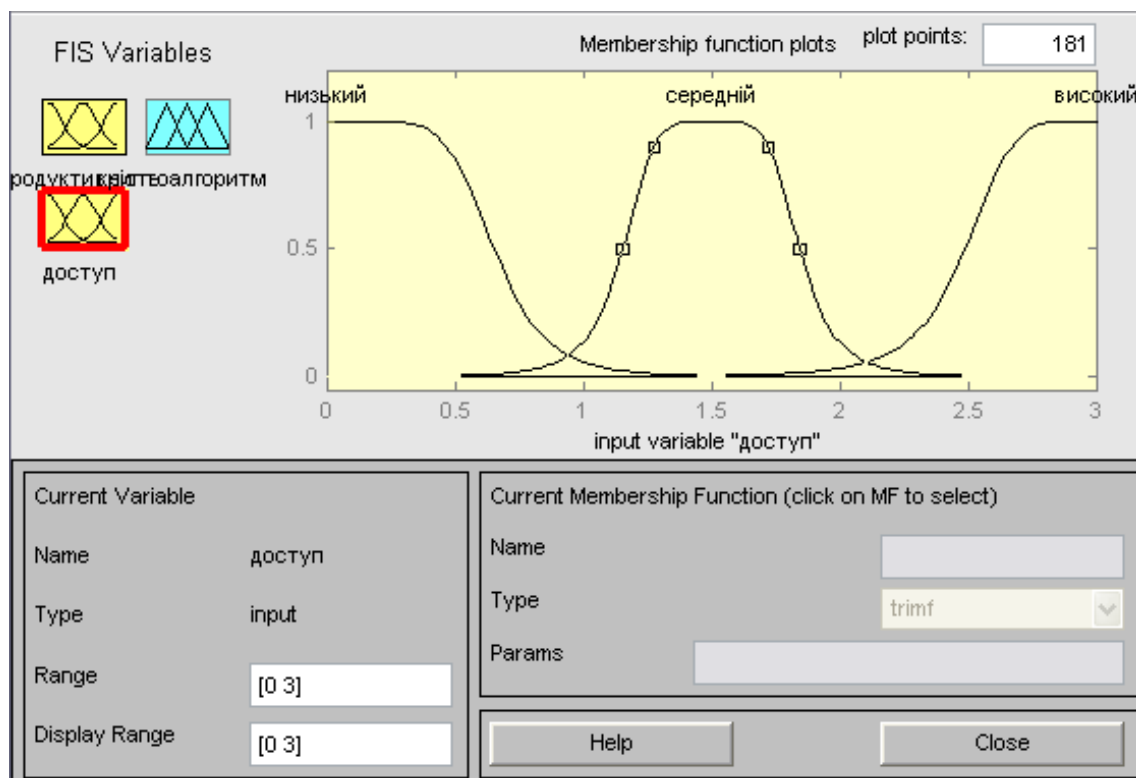 FIS Variables
Membership function plots
plot points:
181
низький
середній
високий
криптоалгоритм
доступ
1
0.5
0
0
0.5
1
1.5
2
2.5
3
input variable "доступ"
Current Variable
Name
доступ
Type
input
Range
[0 3]
Display Range
[0 3]
Current Membership Function (click on MF to select)
Name
Type
trimf
Params
Help
Close